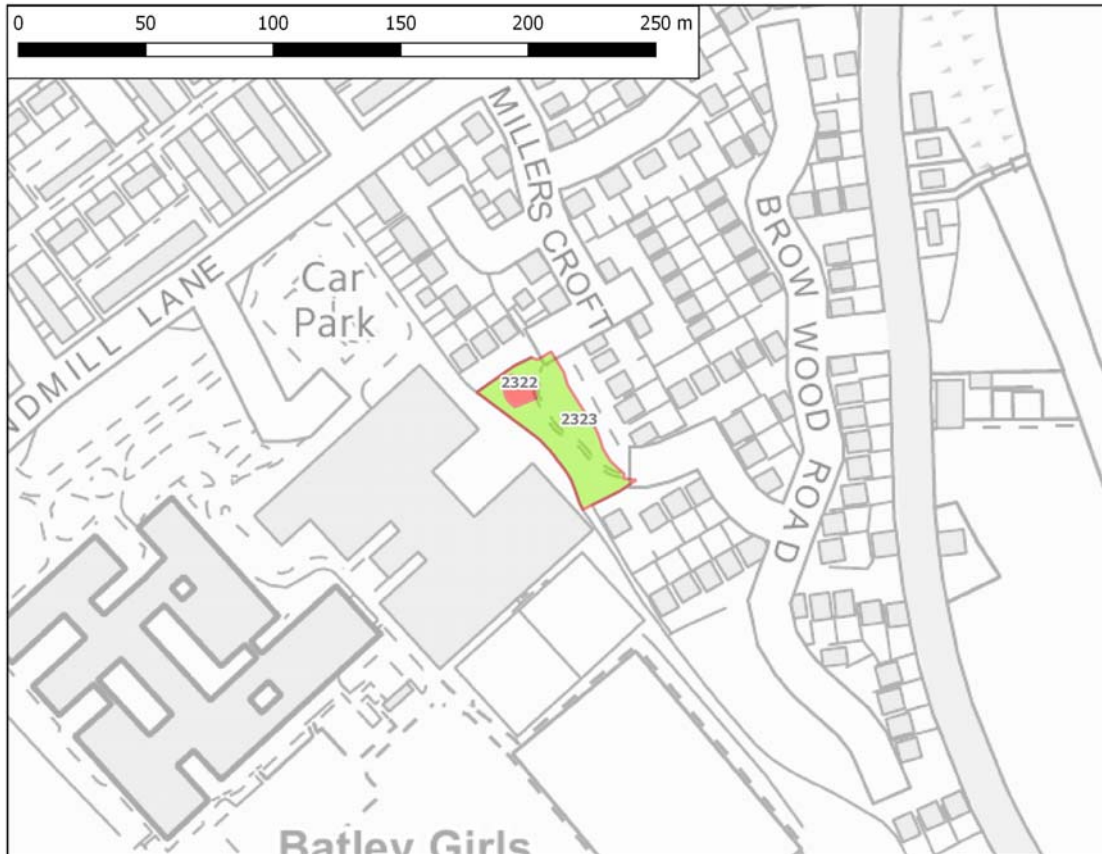 0 50 100 150 200 250 m
MILLERS CROFT
BROW WOOD ROAD
NDMILL LANE
Car
Park
2322
2323
Batley Girls